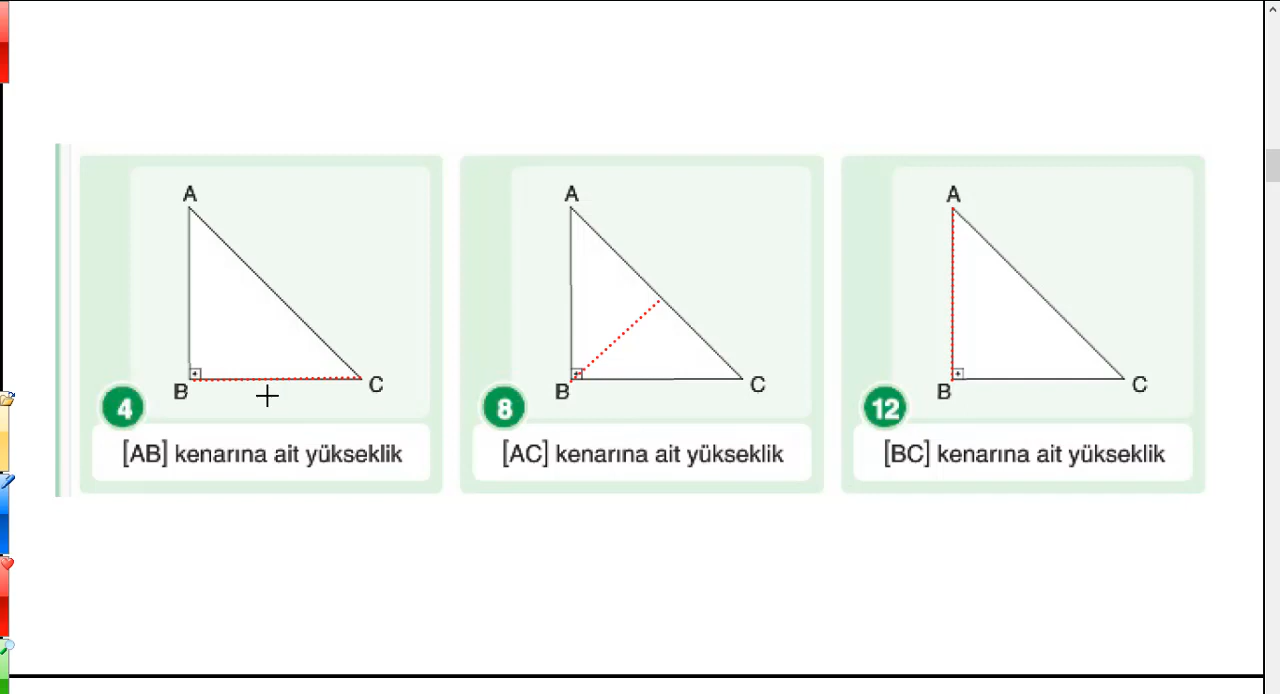 A
B
C
4
[AB] kenarına ait yükseklik
A
B
C
8
[AC] kenarına ait yükseklik
A
B
C
12
[BC] kenarına ait yükseklik